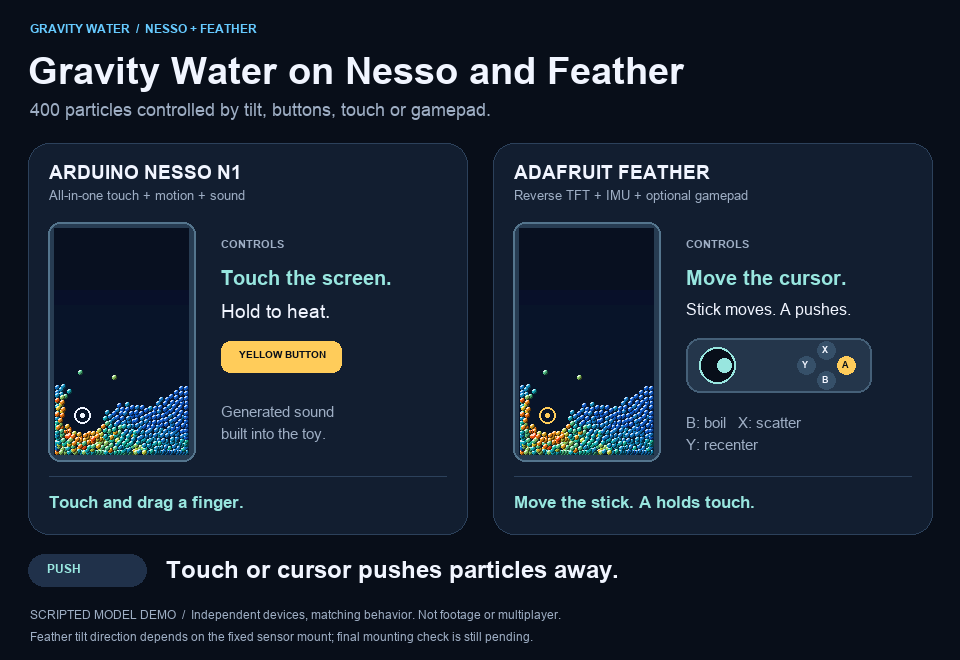 GRAVITY WATER / NESSO + FEATHER
Gravity Water on Nesso and Feather
400 particles controlled by tilt, buttons, touch or gamepad.
ARDUINO NESSO N1
All-in-one touch + motion + sound
CONTROLS
Touch the screen.
Hold to heat.
YELLOW BUTTON
Generated sound
built into the toy.
Touch and drag a finger.
ADAFRUIT FEATHER
Reverse TFT + IMU + optional gamepad
CONTROLS
Move the cursor.
Stick moves. A pushes.
X
Y
A
B
B: boil X: scatter
Y: recenter
Move the stick. A holds touch.
PUSH
Touch or cursor pushes particles away.
SCRIPTED MODEL DEMO / Independent devices, matching behavior. Not footage or multiplayer.
Feather tilt direction depends on the fixed sensor mount; final mounting check is still pending.